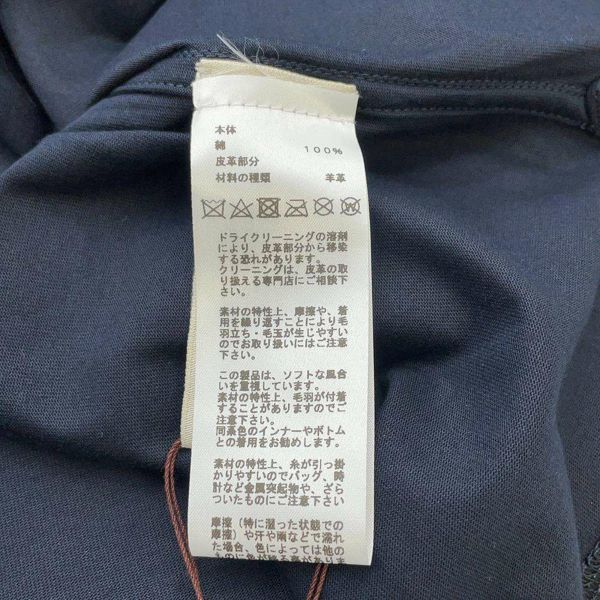 本体
綿 100%
皮革部分
材料の種類 羊革
ドライクリーニングの溶剤
により、皮革部分から移染
する恐れがあります。
クリーニングは、皮革の取
り扱える専門店にご相談下
さい。
素材の特性上、摩擦や、着
用を繰り返すことにより毛
羽立ち・毛玉が生じやすい
のでお取り扱いにはご注意
下さい。
この製品は、ソフトな風合
いを重視しています。
素材の特性上、毛羽が付着
することがありますのでご
注意下さい。
同系色のインナーやボトム
との着用をお勧めします。
素材の特性上、糸が引っ掛
かりやすいのでバッグ、時
計など金属突起物や、ざら
ついたものにご注意下さい
摩擦（特に湿った状態での
摩擦）や汗や雨などで濡れ
た場合、色によっては他の